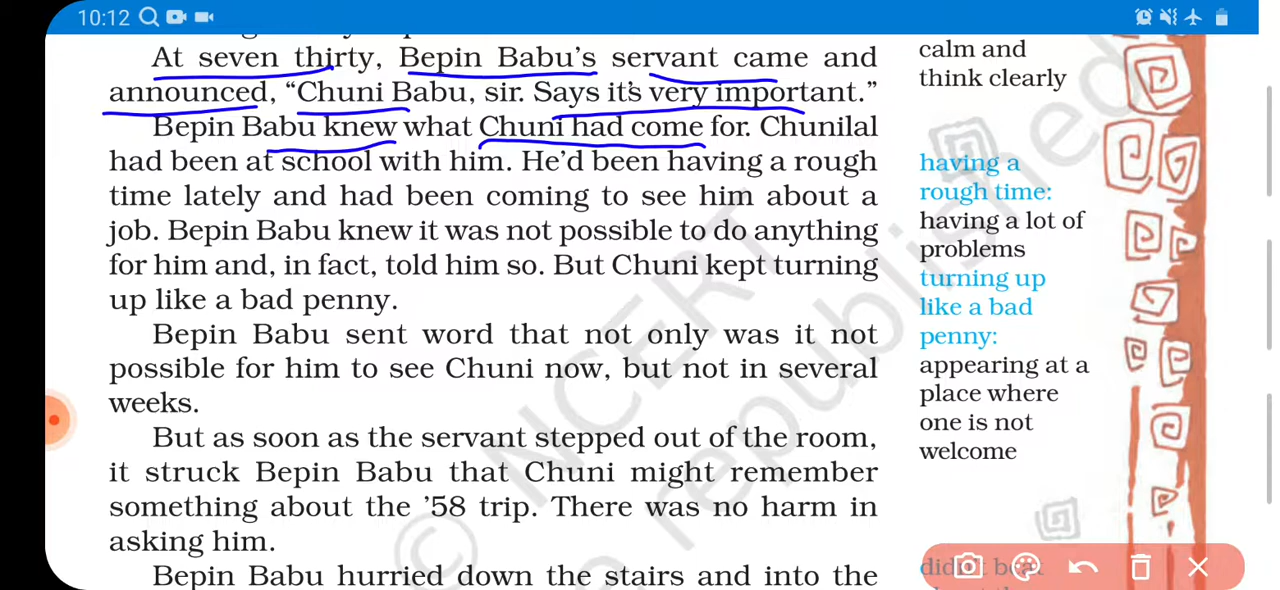 10:12
At seven thirty, Bepin Babu's servant came and
announced, "Chuni Babu, sir. Says it's very important."
Bepin Babu knew what Chuni had come for. Chunilal
had been at school with him. He'd been having a rough
time lately and had been coming to see him about a
job. Bepin Babu knew it was not possible to do anything
for him and, in fact, told him so. But Chuni kept turning
up like a bad penny.
Bepin Babu sent word that not only was it not
possible for him to see Chuni now, but not in several
weeks.
But as soon as the servant stepped out of the room,
it struck Bepin Babu that Chuni might remember
something about the '58 trip. There was no harm in
asking him.
Bepin Babu hurried down the stairs and into the
calm and
think clearly
having a
rough time:
having a lot of
problems
turning up
like a bad
penny:
appearing at a
place where
one is not
welcome
didn't beat
© NCERT
republished